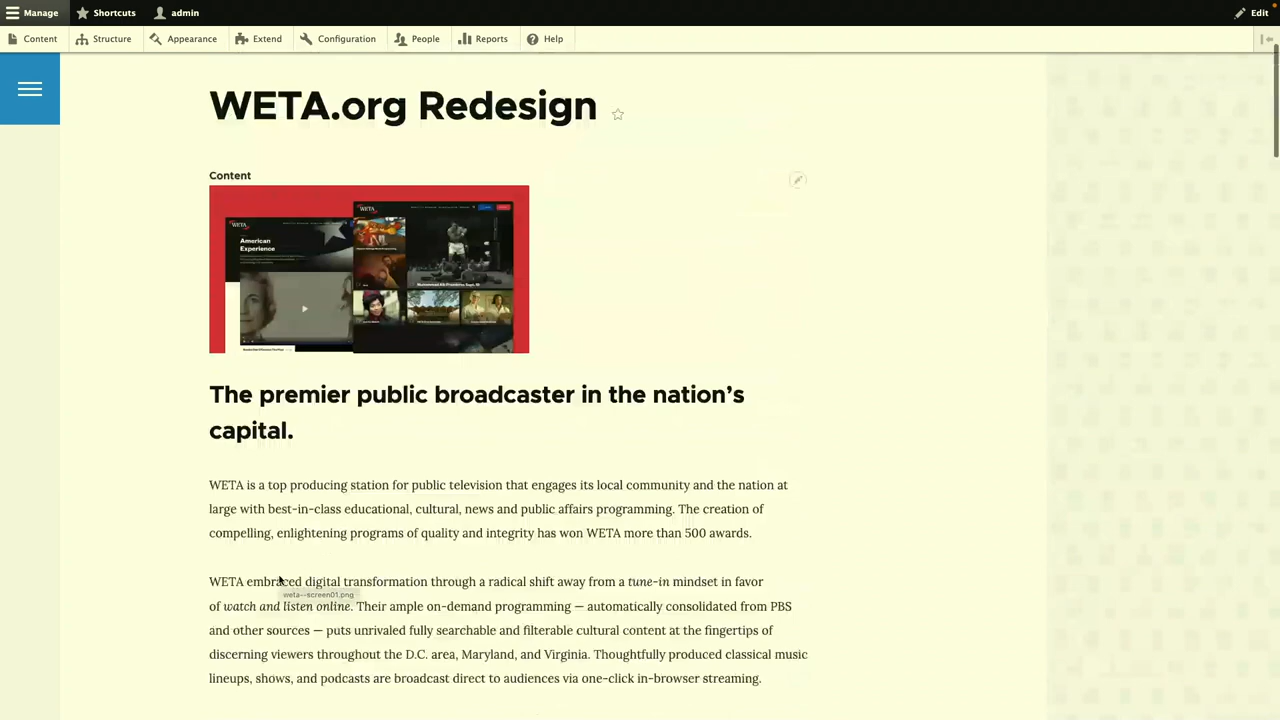 Manage Shortcuts admin Edit
Content Structure Appearance Extend Configuration People Reports Help
WETA.org Redesign
Content
WETA
WETA
American
Experience
The premier public broadcaster in the nation’s
capital.
WETA is a top producing station for public television that engages its local community and the nation at
large with best-in-class educational, cultural, news and public affairs programming. The creation of
compelling, enlightening programs of quality and integrity has won WETA more than 500 awards.
WETA embraced digital transformation through a radical shift away from a tune-in mindset in favor
weta--screen01.png
of watch and listen online. Their ample on-demand programming — automatically consolidated from PBS
and other sources — puts unrivaled fully searchable and filterable cultural content at the fingertips of
discerning viewers throughout the D.C. area, Maryland, and Virginia. Thoughtfully produced classical music
lineups, shows, and podcasts are broadcast direct to audiences via one-click in-browser streaming.